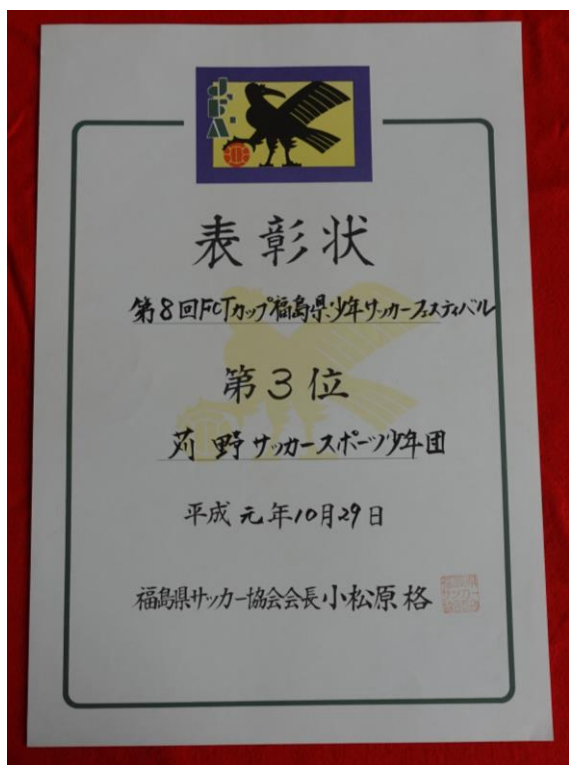 J.F.A.
表彰状
第8回FCTカップ福島県少年サッカーフェスティバル
第3位
苅野サッカースポーツ少年団
平成元年10月29日
福島県サッカー協会会長小松原格